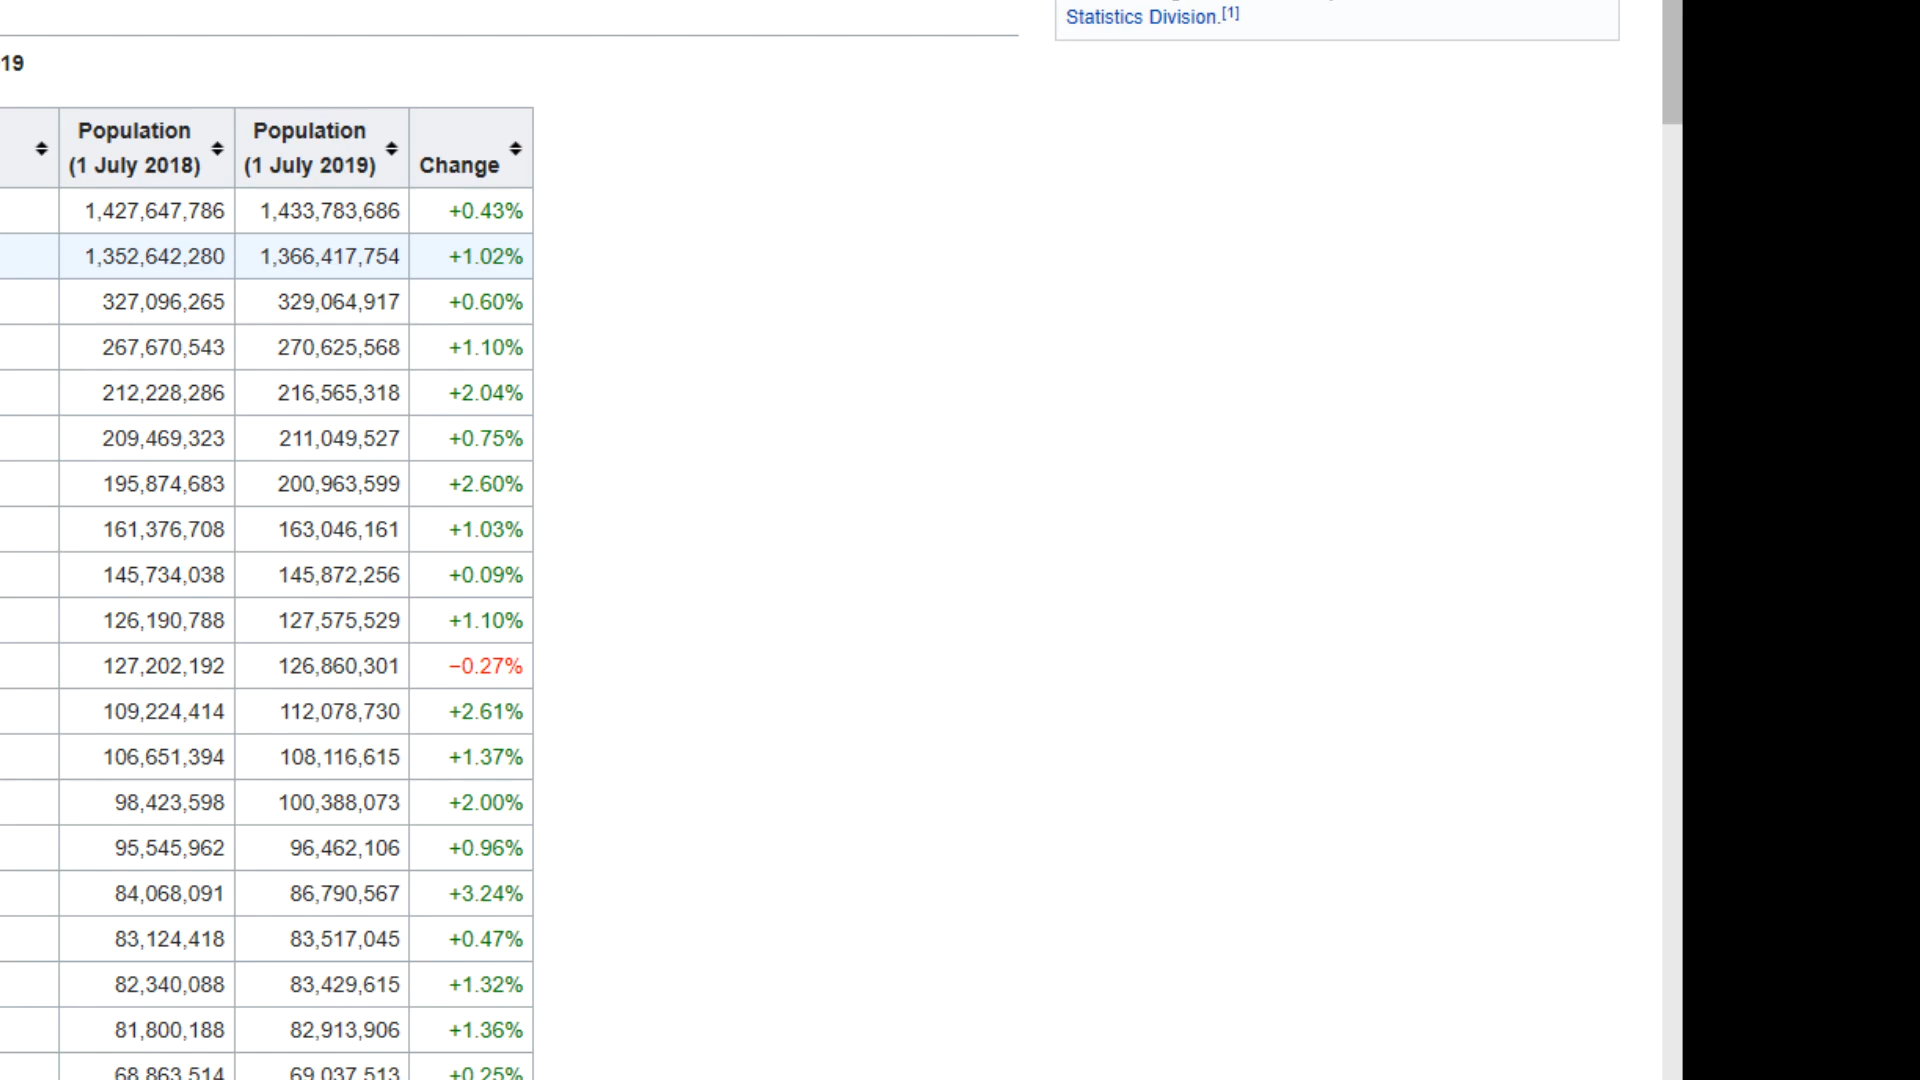 Statistics Division.[1]
19
Population (1 July 2018) Population (1 July 2019) Change
1,427,647,786 1,433,783,686 +0.43%
1,352,642,280 1,366,417,754 +1.02%
327,096,265 329,064,917 +0.60%
267,670,543 270,625,568 +1.10%
212,228,286 216,565,318 +2.04%
209,469,323 211,049,527 +0.75%
195,874,683 200,963,599 +2.60%
161,376,708 163,046,161 +1.03%
145,734,038 145,872,256 +0.09%
126,190,788 127,575,529 +1.10%
127,202,192 126,860,301 −0.27%
109,224,414 112,078,730 +2.61%
106,651,394 108,116,615 +1.37%
98,423,598 100,388,073 +2.00%
95,545,962 96,462,106 +0.96%
84,068,091 86,790,567 +3.24%
83,124,418 83,517,045 +0.47%
82,340,088 83,429,615 +1.32%
81,800,188 82,913,906 +1.36%
68,863,514 69,037,513 +0.25%